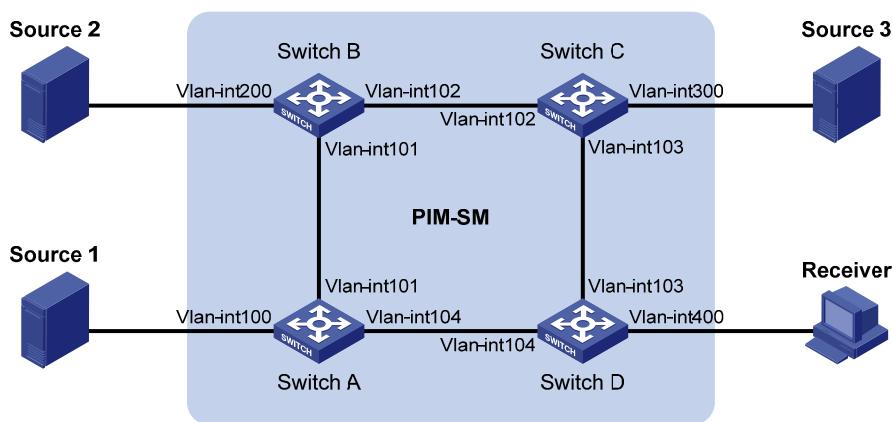 Source 2
Switch B
Switch C
Source 3
Vlan-int200
Vlan-int102
Vlan-int102
Vlan-int300
SWITCH
SWITCH
Vlan-int101
Vlan-int103
PIM-SM
Source 1
Receiver
Vlan-int101
Vlan-int103
Vlan-int100
Vlan-int104
Vlan-int104
Vlan-int400
SWITCH
SWITCH
Switch A
Switch D